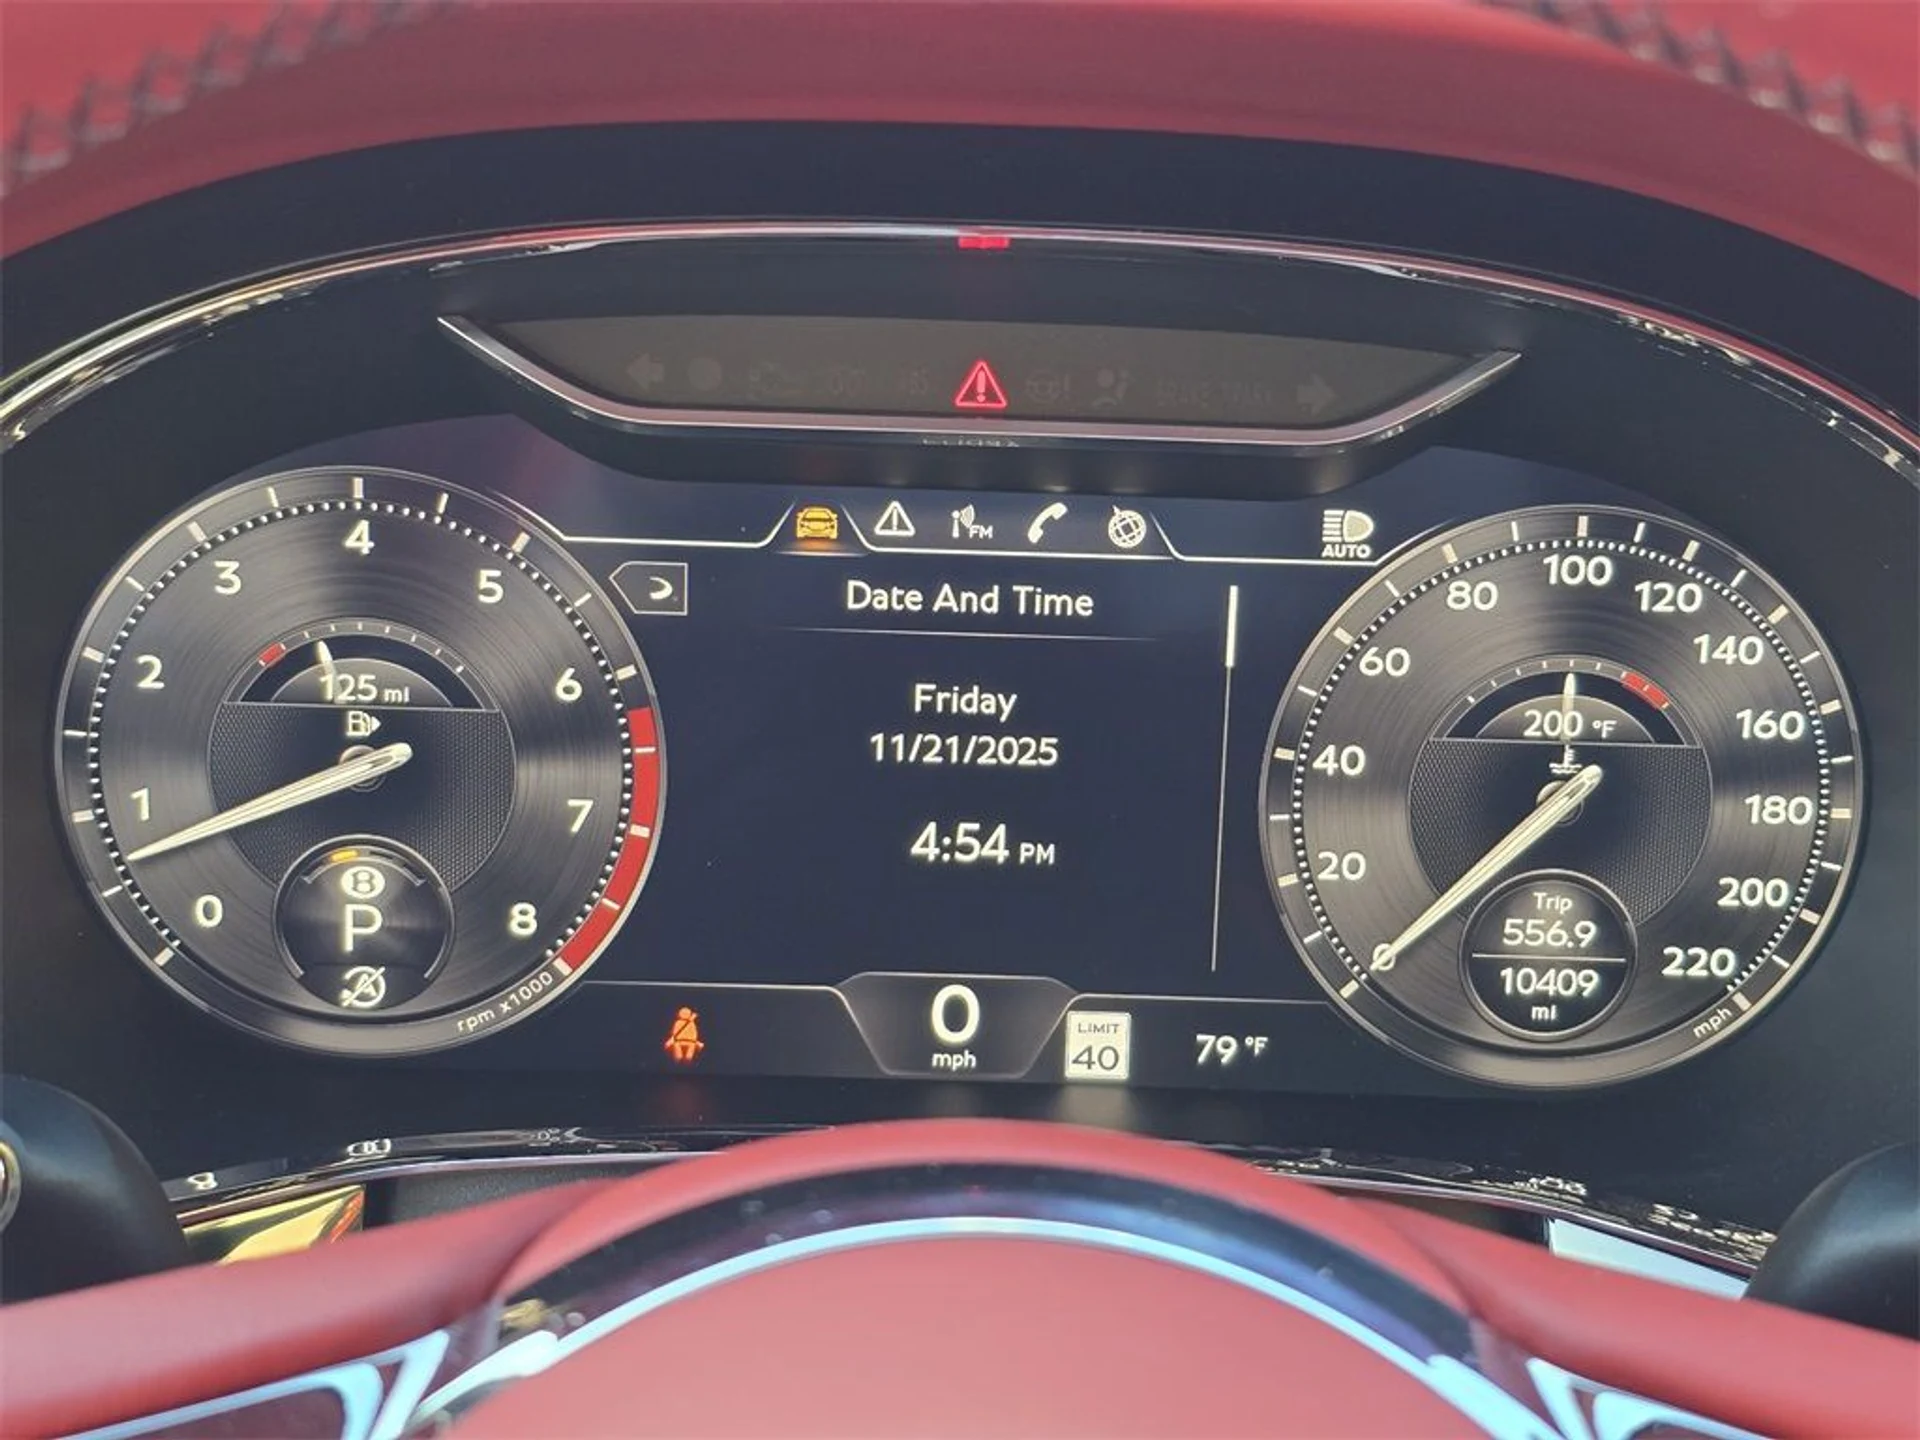 FM
AUTO
Date And Time
Friday
11/21/2025
4:54 PM
0
1
2
3
4
5
6
7
8
rpm x1000
125 mi
B
P
A
0
20
40
60
80
100
120
140
160
180
200
220
mph
200 °F
Trip
556.9
10409
mi
0
mph
LIMIT
40
79 °F